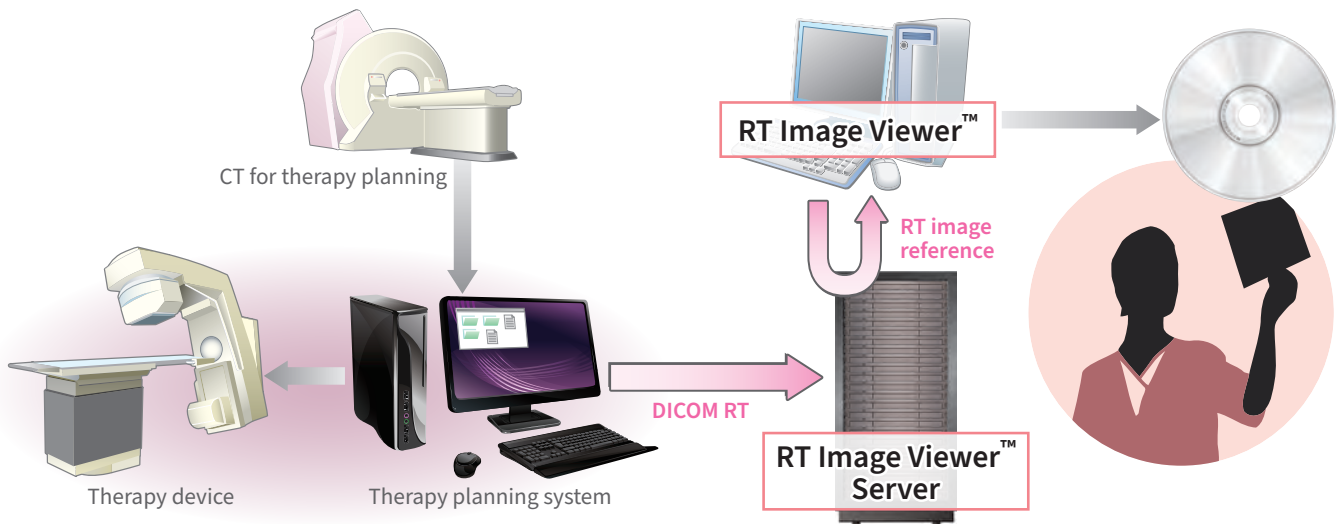 CT for therapy planning
RT Image Viewer™
RT image
reference
DICOM RT
RT Image Viewer™
Server
Therapy device
Therapy planning system